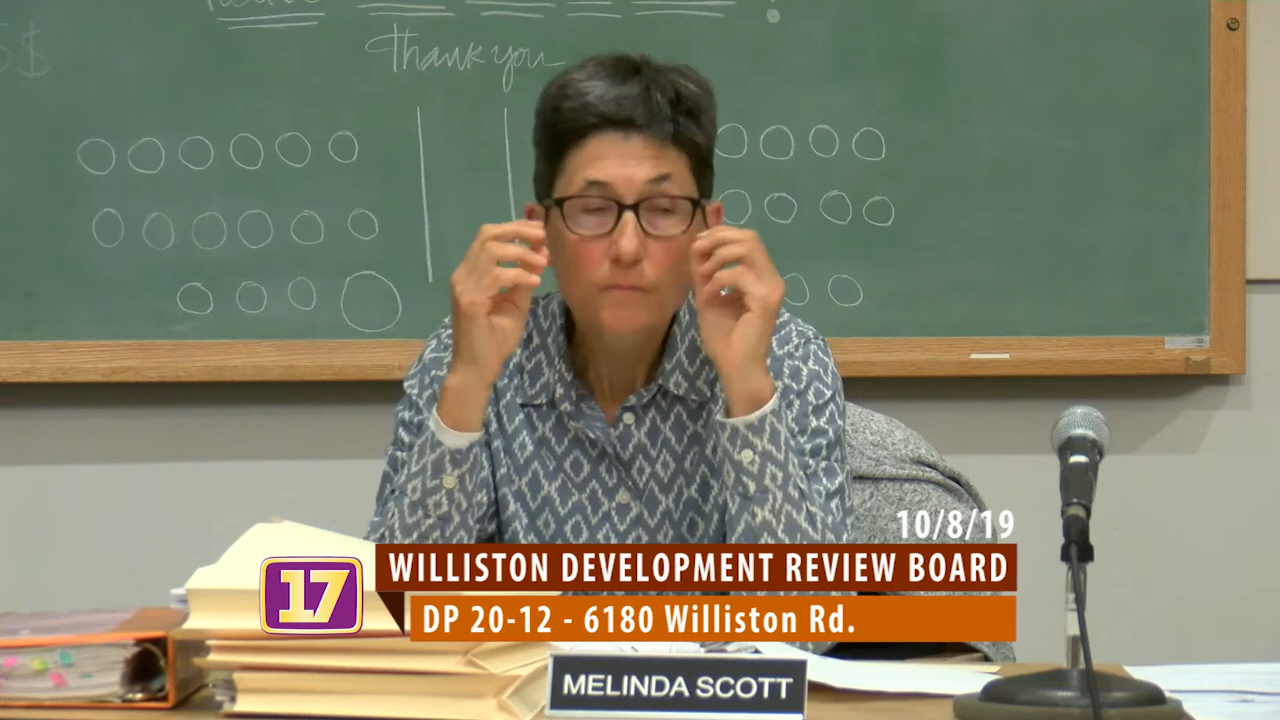 Thank you
10/8/19
WILLISTON DEVELOPMENT REVIEW BOARD
17
DP 20-12 - 6180 Williston Rd.
MELINDA SCOTT